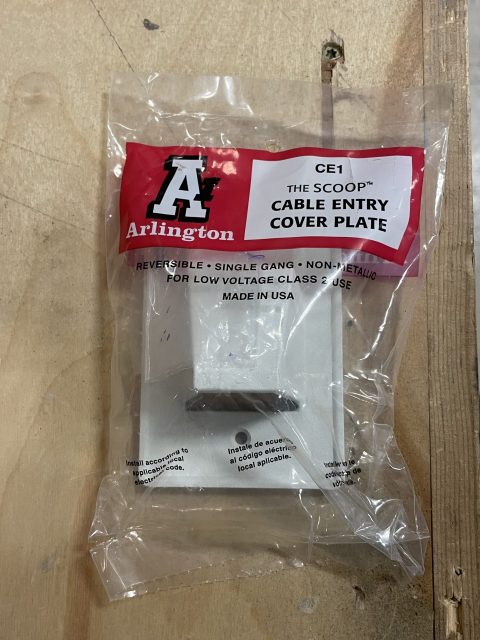 A
Arlington
CE1
THE SCOOP™
CABLE ENTRY
COVER PLATE
REVERSIBLE • SINGLE GANG • NON-METALLIC
FOR LOW VOLTAGE CLASS 2 USE
MADE IN USA
Install according to
applicable local
electrical code.
Instale de acuerdo
al código eléctrico
local aplicable.